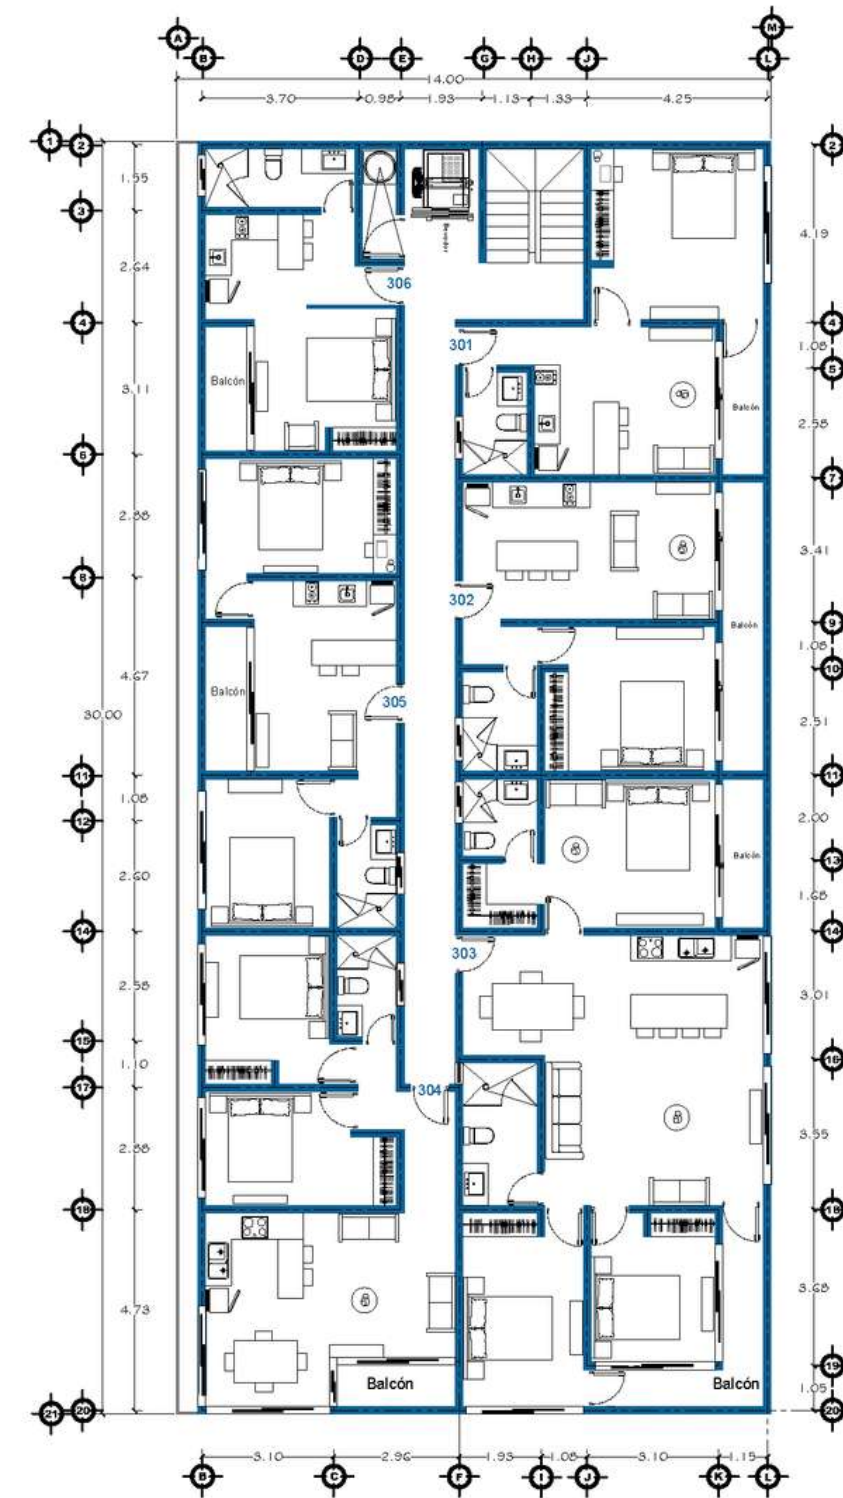 A
M
B
D
E
G
H
J
L
14.00
3.70
0.98
1.93
1.13
1.33
4.25
1
2
2
1.55
3
Elevador
4.19
2.64
306
4
4
301
1.08
5
3.11
Balcón
Balcón
2.58
6
7
2.88
3.41
8
302
9
Balcón
1.08
10
4.67
Balcón
305
30.00
2.51
11
11
1.08
2.00
12
Balcón
13
2.60
1.68
14
14
303
2.58
3.01
15
16
1.10
17
304
3.55
2.88
18
18
3.68
4.73
19
Balcón
Balcón
1.05
21
20
20
3.10
2.96
1.93
1.08
3.10
1.15
B
C
F
I
J
K
L